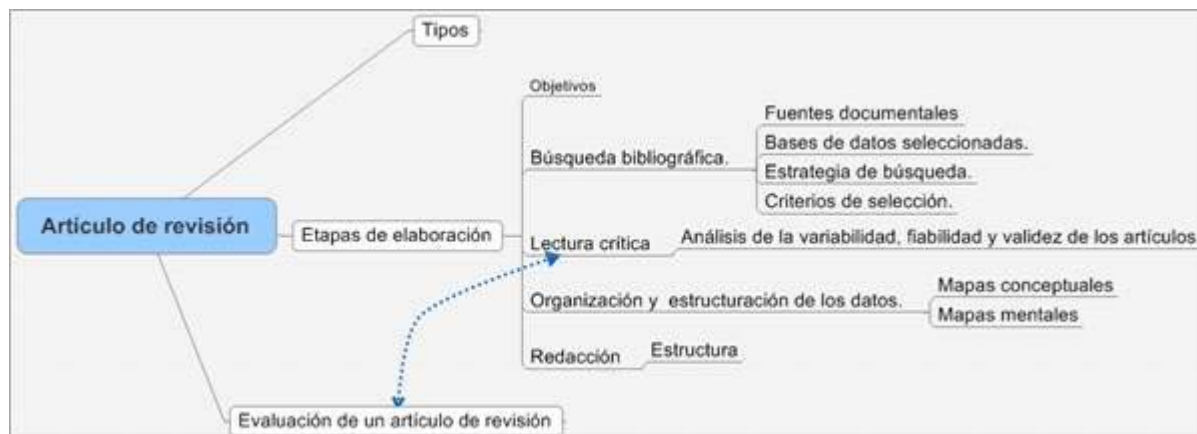 Tipos
Objetivos
Fuentes documentales
Bases de datos seleccionadas.
Búsqueda bibliográfica.
Estrategia de búsqueda.
Criterios de selección.
Artículo de revisión
Etapas de elaboración
Lectura crítica
Análisis de la variabilidad, fiabilidad y validez de los artículos
Organización y estructuración de los datos.
Mapas conceptuales
Mapas mentales
Redacción
Estructura
Evaluación de un artículo de revisión